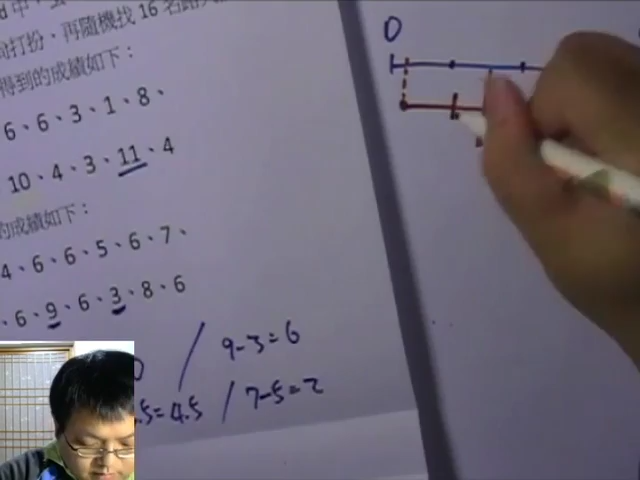 d 中,
打扮,再隨機找 16 名路
得到的成績如下:
6、6、3、1、8、
10、4、3、11、4
的成績如下:
4、6、6、5、6、7、
、6、9、6、3、8、6
/ 9-3=6
.5=4.5 / 7-5=2
0